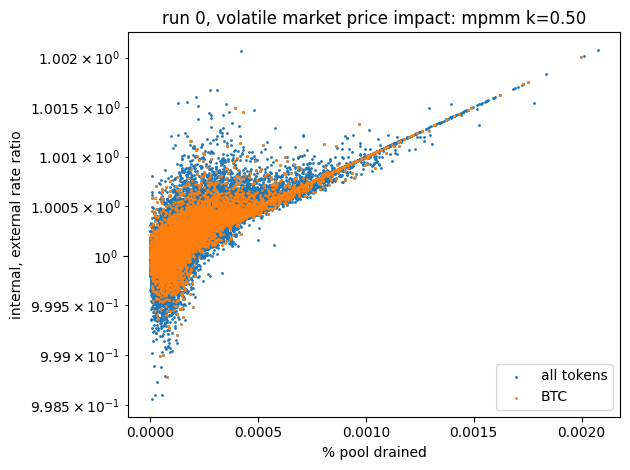 run 0, volatile market price impact: mpmm k=0.50
internal, external rate ratio
1.002 × 10⁰
1.0015 × 10⁰
1.001 × 10⁰
1.0005 × 10⁰
10⁰
9.995 × 10⁻¹
9.99 × 10⁻¹
9.985 × 10⁻¹
all tokens
BTC
0.0000 0.0005 0.0010 0.0015 0.0020
% pool drained